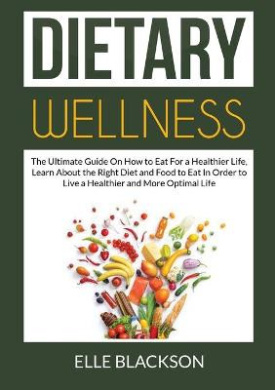 DIETARY
WELLNESS
The Ultimate Guide On How to Eat For a Healthier Life,
Learn About the Right Diet and Food to Eat In Order to
Live a Healthier and More Optimal Life
ELLE BLACKSON